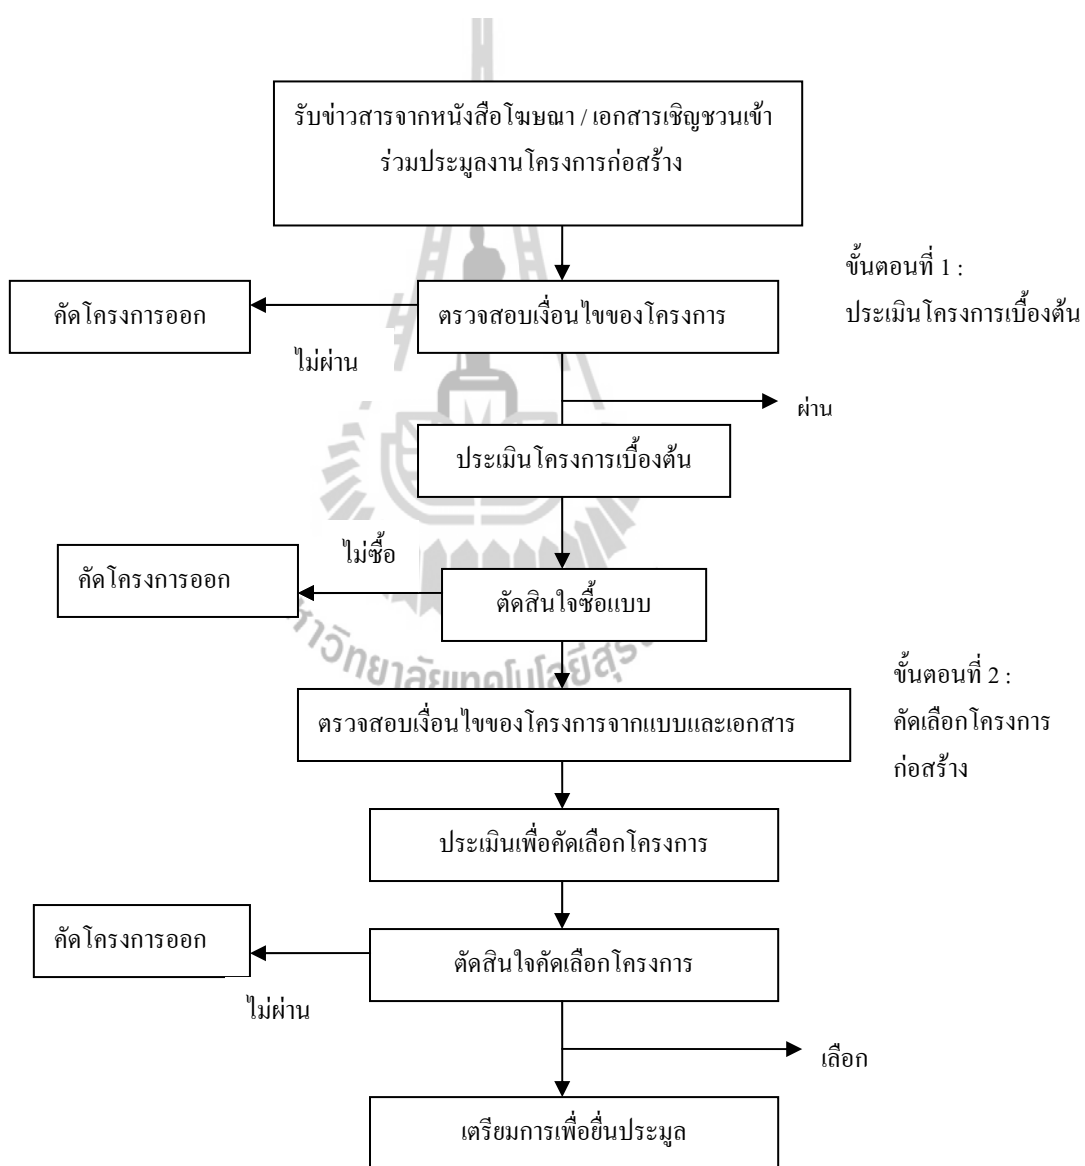 รับข่าวสารจากหนังสือโฆษณา / เอกสารเชิญชวนเข้า
ร่วมประมูลงานโครงการก่อสร้าง
ขั้นตอนที่ 1 :
ประเมินโครงการเบื้องต้น
คัดโครงการออก
ตรวจสอบเงื่อนไขของโครงการ
ไม่ผ่าน
ผ่าน
ประเมินโครงการเบื้องต้น
ไม่ซื้อ
คัดโครงการออก
ตัดสินใจซื้อแบบ
ขั้นตอนที่ 2 :
คัดเลือกโครงการ
ก่อสร้าง
ตรวจสอบเงื่อนไขของโครงการจากแบบและเอกสาร
ประเมินเพื่อคัดเลือกโครงการ
คัดโครงการออก
ตัดสินใจคัดเลือกโครงการ
ไม่ผ่าน
เลือก
เตรียมการเพื่อยื่นประมูล